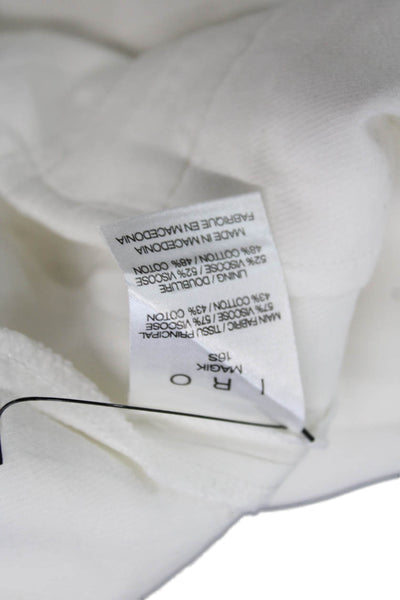 I R O
MAGIK
16S
MAIN FABRIC / TISSU PRINCIPAL
57% VISCOSE / 57% VISCOSE
43% COTTON / 43% COTON
LINING / DOUBLURE
52% VISCOSE / 52% VISCOSE
48% COTTON / 48% COTON
MADE IN MACEDONIA
FABRIQUE EN MACEDONIA